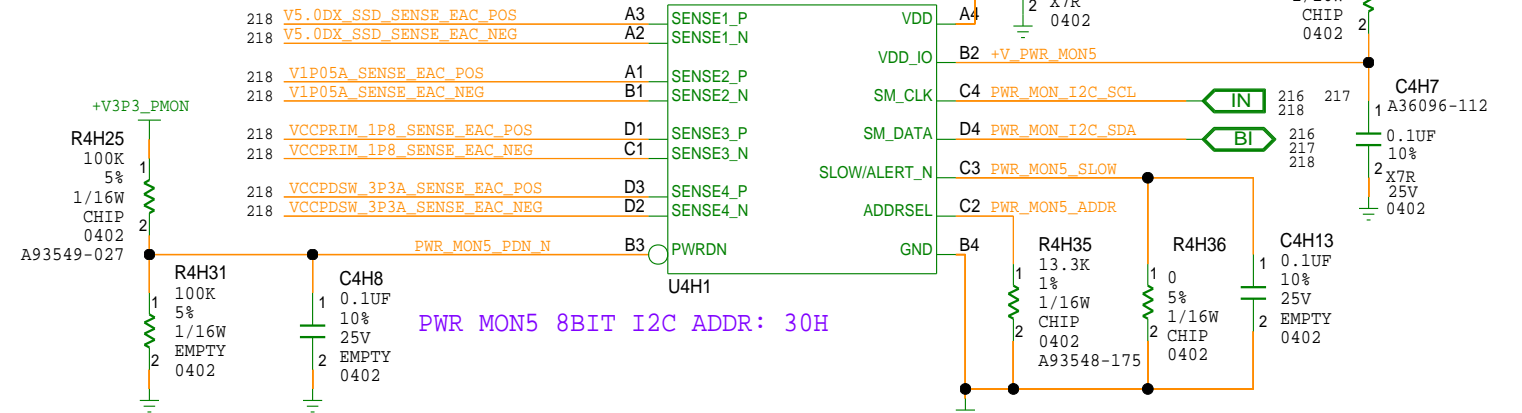 218 V5.0DX_SSD_SENSE_EAC_POS A3 SENSE1_P
218 V5.0DX_SSD_SENSE_EAC_NEG A2 SENSE1_N
218 V1P05A_SENSE_EAC_POS A1 SENSE2_P
218 V1P05A_SENSE_EAC_NEG B1 SENSE2_N
218 VCCPRIM_1P8_SENSE_EAC_POS D1 SENSE3_P
218 VCCPRIM_1P8_SENSE_EAC_NEG C1 SENSE3_N
218 VCCPDSW_3P3A_SENSE_EAC_POS D3 SENSE4_P
218 VCCPDSW_3P3A_SENSE_EAC_NEG D2 SENSE4_N
PWR_MON5_PDN_N B3 PWRDN
VDD A4
VDD_IO B2 +V_PWR_MON5
SM_CLK C4 PWR_MON_I2C_SCL IN 216 217
218
SM_DATA D4 PWR_MON_I2C_SDA BI 216
217
218
SLOW/ALERT_N C3 PWR_MON5_SLOW
ADDRSEL C2 PWR_MON5_ADDR
GND B4
U4H1
PWR MON5 8BIT I2C ADDR: 30H
+V3P3_PMON
R4H25
100K
5%
1/16W
CHIP
0402
A93549-027
1
2
R4H31
100K
5%
1/16W
EMPTY
0402
1
2
C4H8
0.1UF
10%
25V
EMPTY
0402
1
2
2 X7R
0402
CHIP
0402
2
C4H7
1 A36096-112
0.1UF
10%
2 X7R
25V
0402
R4H35
13.3K
1%
1/16W
CHIP
0402
A93548-175
1
2
R4H36
0
5%
1/16W
CHIP
0402
1
2
C4H13
0.1UF
10%
25V
EMPTY
0402
1
2